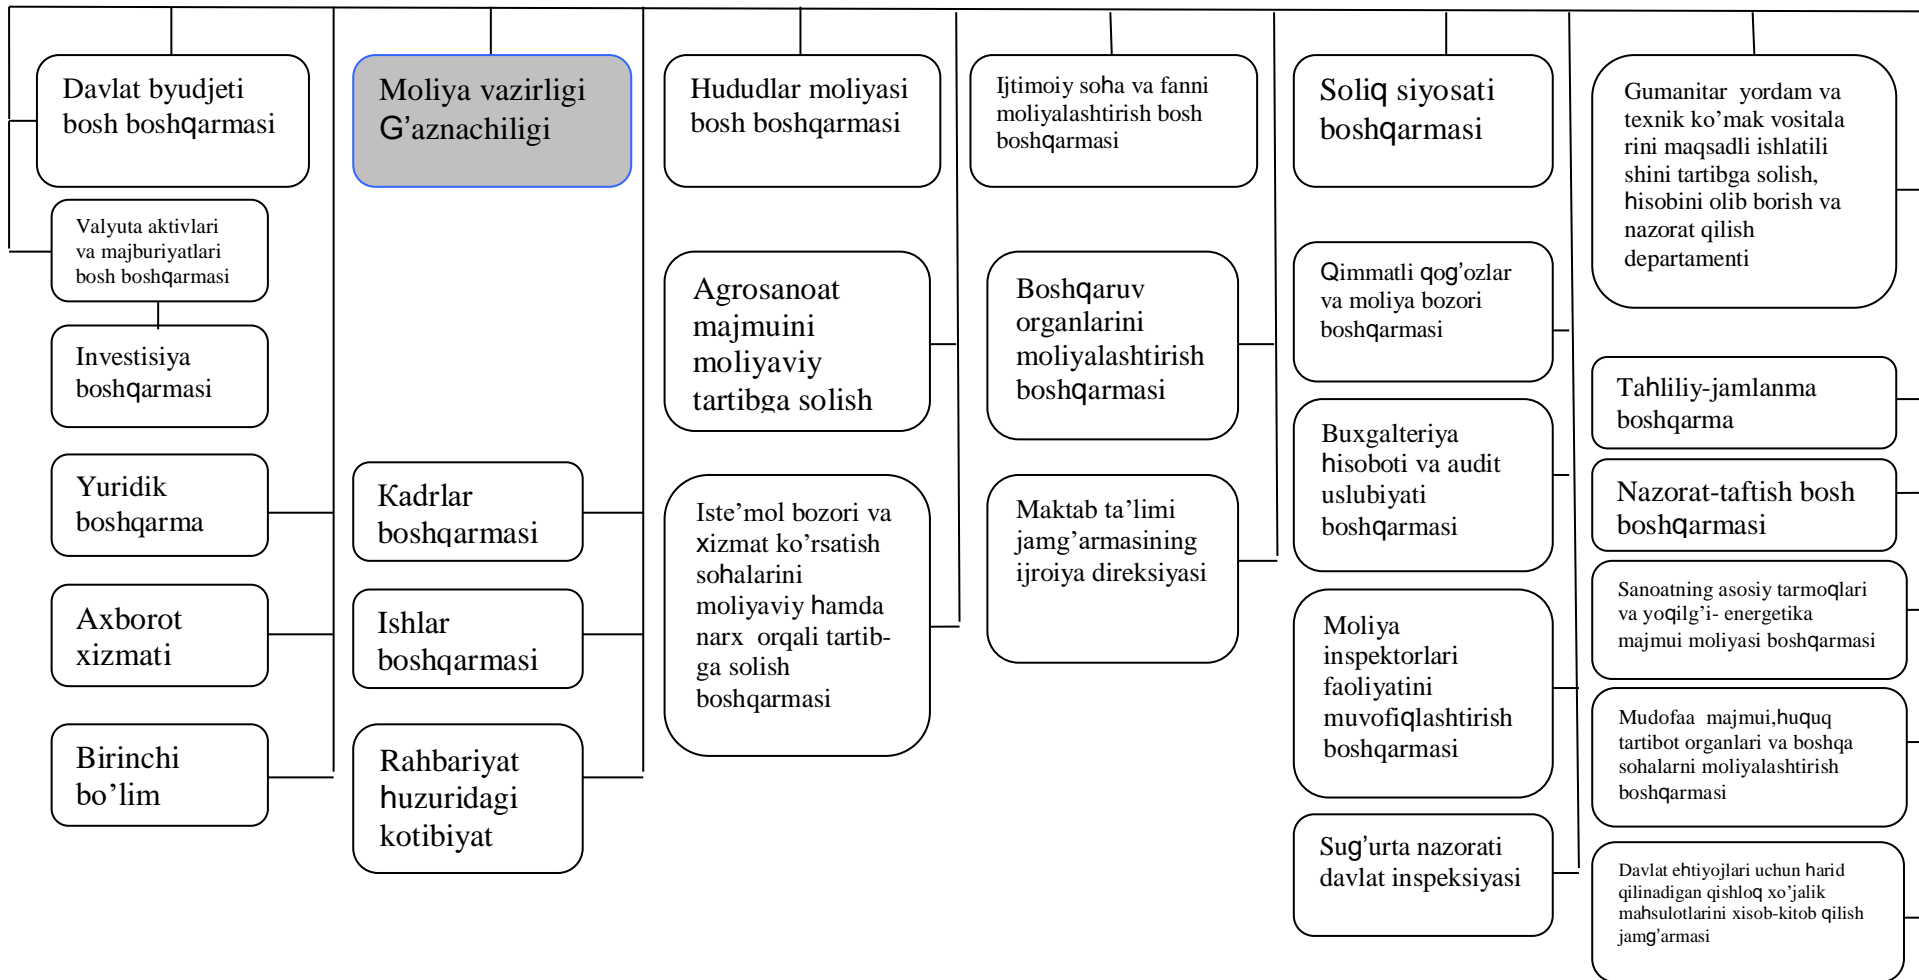 Davlat byudjeti
bosh boshqarmasi
Valyuta aktivlari
va majburiyatlari
bosh boshqarmasi
Investisiya
boshqarmasi
Yuridik
boshqarma
Axborot
xizmati
Birinchi
bo’lim
Moliya vazirligi
G’aznachiligi
Kadrlar
boshqarmasi
Ishlar
boshqarmasi
Rahbariyat
huzuridagi
kotibiyat
Hududlar moliyasi
bosh boshqarmasi
Agrosanoat
majmuini
moliyaviy
tartibga solish
Iste’mol bozori va
xizmat ko’rsatish
sohalarini
moliyaviy hamda
narx orqali tartib-
ga solish
boshqarmasi
Ijtimoiy soha va fanni
moliyalashtirish bosh
boshqarmasi
Boshqaruv
organlarini
moliyalashtirish
boshqarmasi
Maktab ta’limi
jamg’armasining
ijroiya direksiyasi
Soliq siyosati
boshqarmasi
Qimmatli qog’ozlar
va moliya bozori
boshqarmasi
Buxgalteriya
hisoboti va audit
uslubiyati
boshqarmasi
Moliya
inspektorlari
faoliyatini
muvofiqlashtirish
boshqarmasi
Sug’urta nazorati
davlat inspeksiyasi
Gumanitar yordam va
texnik ko’mak vositala
rini maqsadli ishlatili
shini tartibga solish,
hisobini olib borish va
nazorat qilish
departamenti
Tahliliy-jamlanma
boshqarma
Nazorat-taftish bosh
boshqarmasi
Sanoatning asosiy tarmoqlari
va yoqilg’i- energetika
majmui moliyasi boshqarmasi
Mudofaa majmui,huquq
tartibot organlari va boshqa
sohalarni moliyalashtirish
boshqarmasi
Davlat ehtiyojlari uchun harid
qilinadigan qishloq xo’jalik
mahsulotlarini xisob-kitob qilish
jamg’armasi